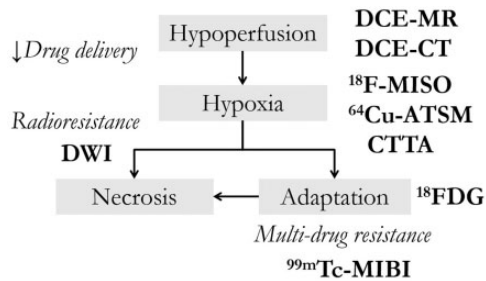 Hypoperfusion
DCE-MR
DCE-CT
↓Drug delivery
Hypoxia
¹⁸F-MISO
⁶⁴Cu-ATSM
CTTA
Radioresistance
DWI
Necrosis
Adaptation
¹⁸FDG
Multi-drug resistance
⁹⁹ᵐTc-MIBI